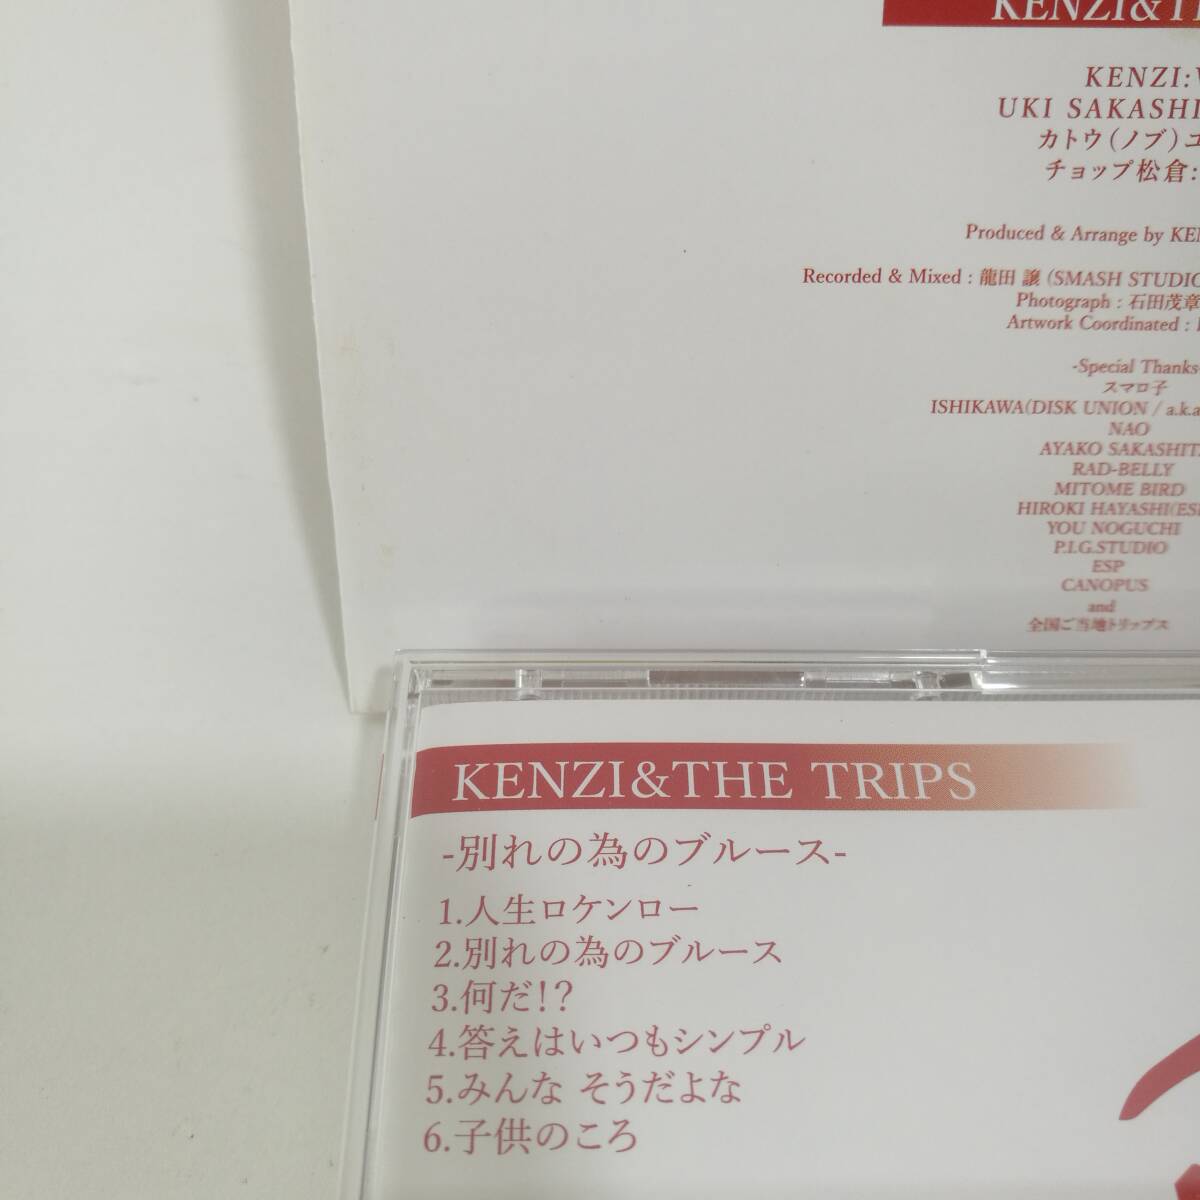 KENZI&
KENZI:
UKI
カトウ(ノブ)
チョップ松倉:
Produced & Arrange by
Recorded & Mixed : 龍田 譲 (SMASH STUDIO
Photograph : 石田茂章
Artwork Coordinated :
-Special Thanks-
スマロ子
ISHIKAWA(DISK UNION / a.k.a
NAO
AYAKO
RAD-BELLY
MITOME BIRD
HIROKI HAYASHI(
YOU NOGUCHI
P.I.G.STUDIO
ESP
CANOPUS
and
全国ご当地トリップス
KENZI&THE TRIPS
-別れの為のブルース-
1.人生ロケンロー
2.別れの為のブルース
3.何だ!?
4.答えはいつもシンプル
5.みんな そうだよな
6.子供のころ